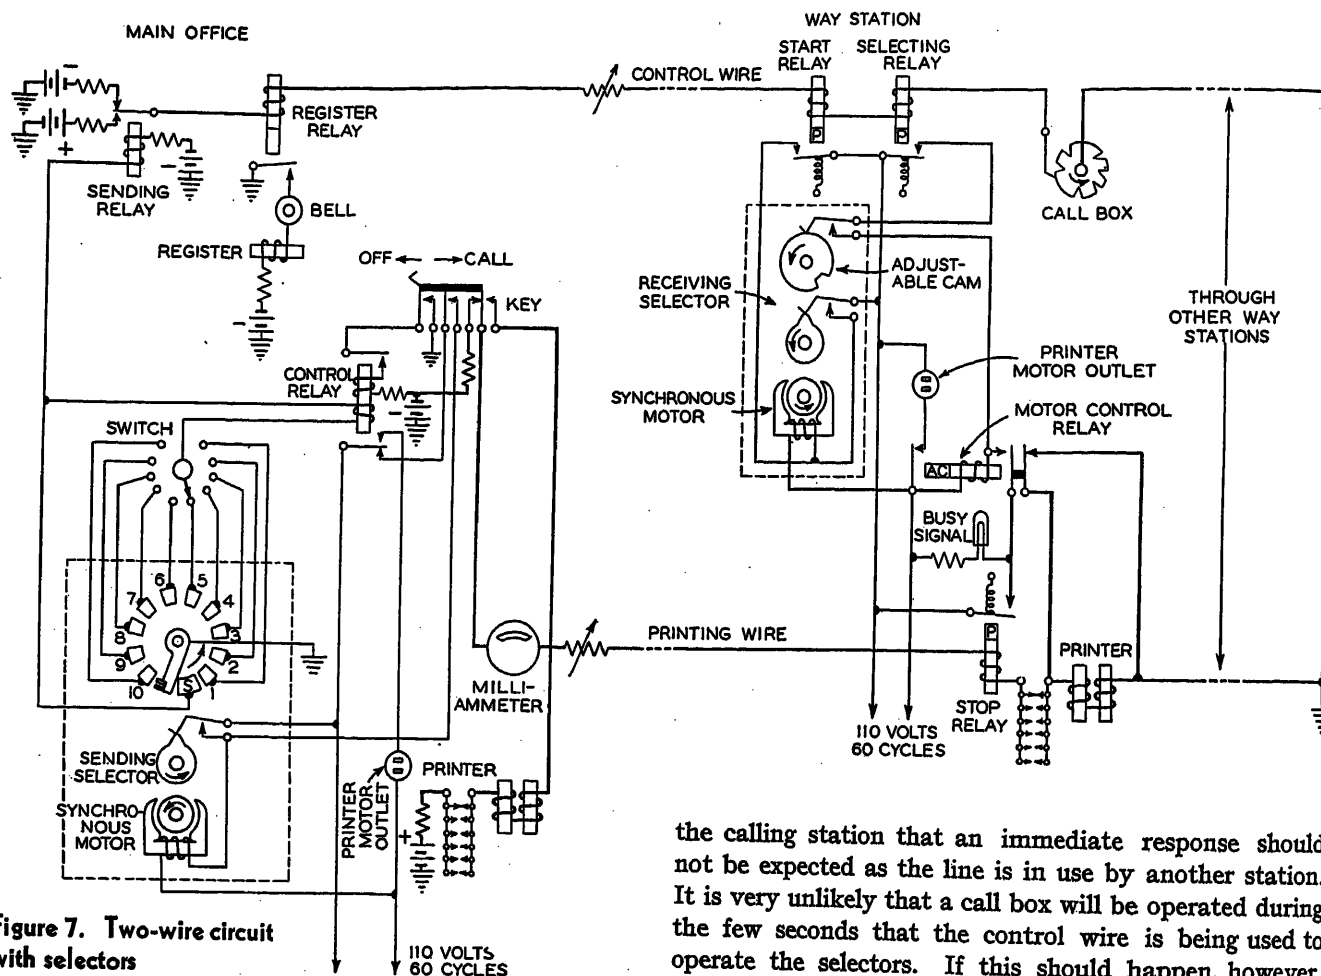 MAIN OFFICE
WAY STATION
START
RELAY
SELECTING
RELAY
CONTROL WIRE
−
+
REGISTER
RELAY
P
P
SENDING
RELAY
−
BELL
REGISTER
−
CALL BOX
OFF
CALL
KEY
RECEIVING
SELECTOR
ADJUST-
ABLE CAM
THROUGH
OTHER WAY
STATIONS
CONTROL
RELAY
−
PRINTER
MOTOR OUTLET
SYNCHRONOUS
MOTOR
MOTOR CONTROL
RELAY
SWITCH
AC
BUSY
SIGNAL
6
5
7
4
8
3
9
2
10
S
1
PRINTING WIRE
P
PRINTER
MILLI-
AMMETER
STOP
RELAY
110 VOLTS
60 CYCLES
SENDING
SELECTOR
SYNCHRO-
NOUS
MOTOR
PRINTER
MOTOR
OUTLET
PRINTER
+
110 VOLTS
60 CYCLES
Figure 7. Two-wire circuit
with selectors
the calling station that an immediate response should
not be expected as the line is in use by another station.
It is very unlikely that a call box will be operated during
the few seconds that the control wire is being used to
operate the selectors. If this should happen, however,